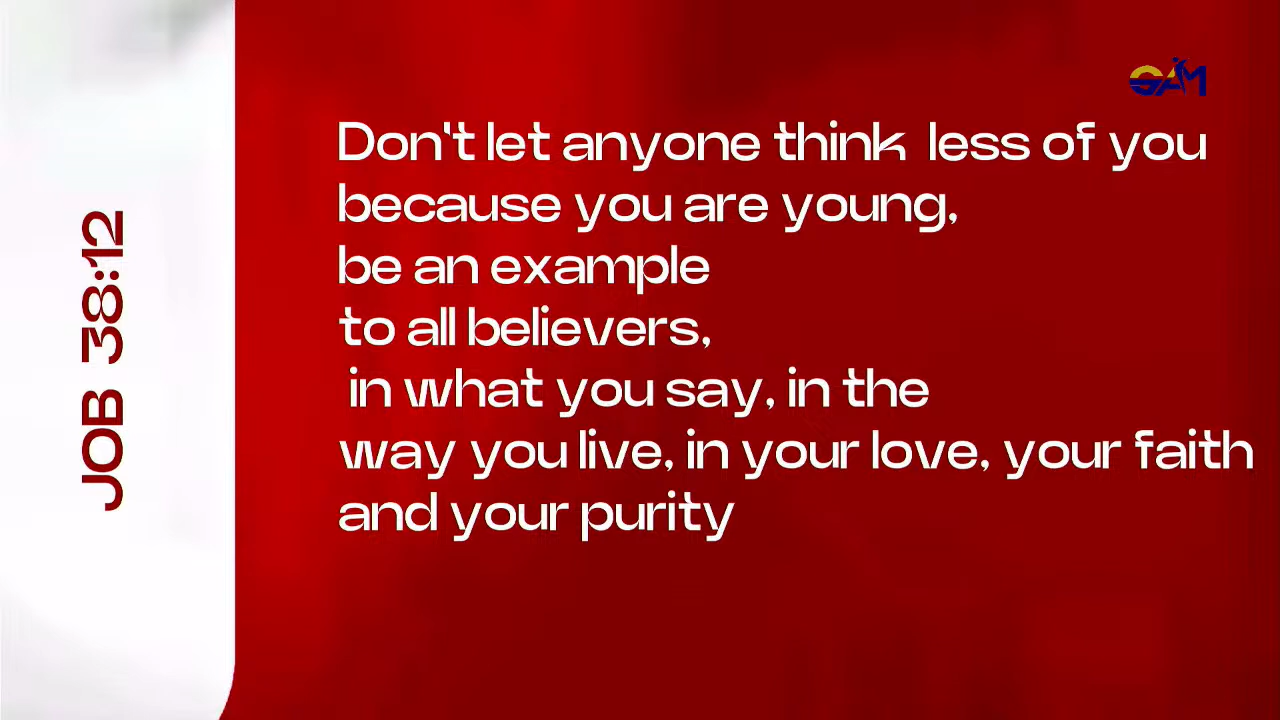 JOB 38:12
GAM
Don't let anyone think less of you
because you are young,
be an example
to all believers,
in what you say, in the
way you live, in your love, your faith
and your purity